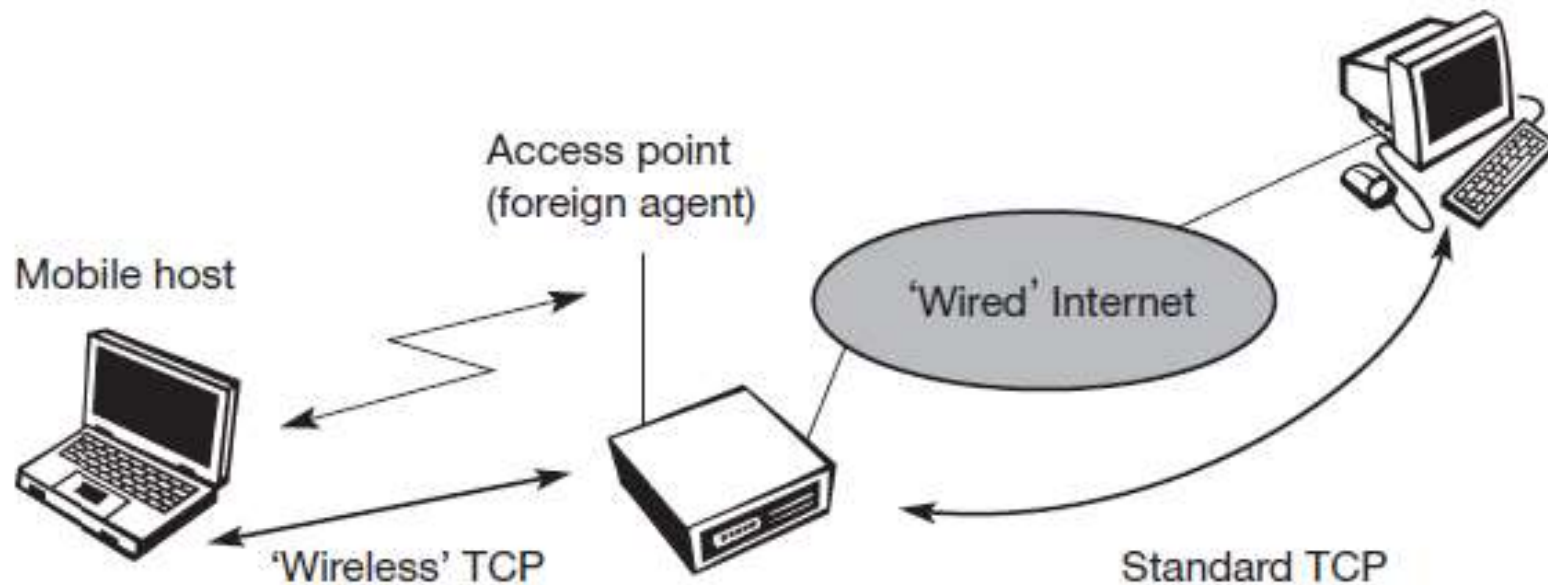 Access point
(foreign agent)
Mobile host
‘Wired’ Internet
‘Wireless’ TCP
Standard TCP